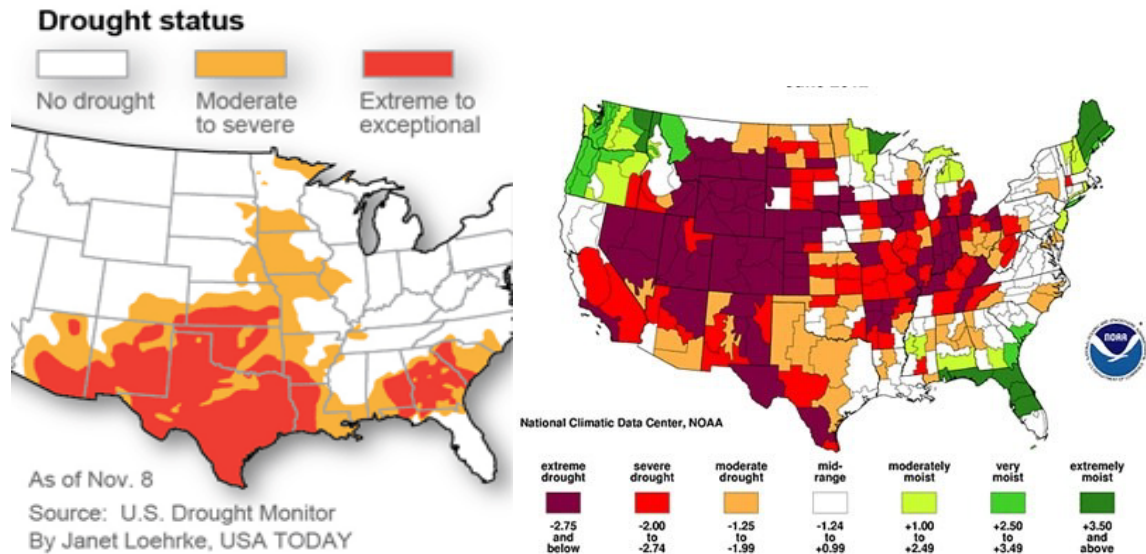 Drought status
No drought
Moderate
to severe
Extreme to
exceptional
As of Nov. 8
Source: U.S. Drought Monitor
By Janet Loehrke, USA TODAY
NOAA
National Climatic Data Center, NOAA
extreme
drought
severe
drought
moderate
drought
mid-
range
moderately
moist
very
moist
extremely
moist
-2.75
and
below
-2.00
to
-2.74
-1.25
to
-1.99
-1.24
to
+0.99
+1.00
to
+2.49
+2.50
to
+3.49
+3.50
and
above